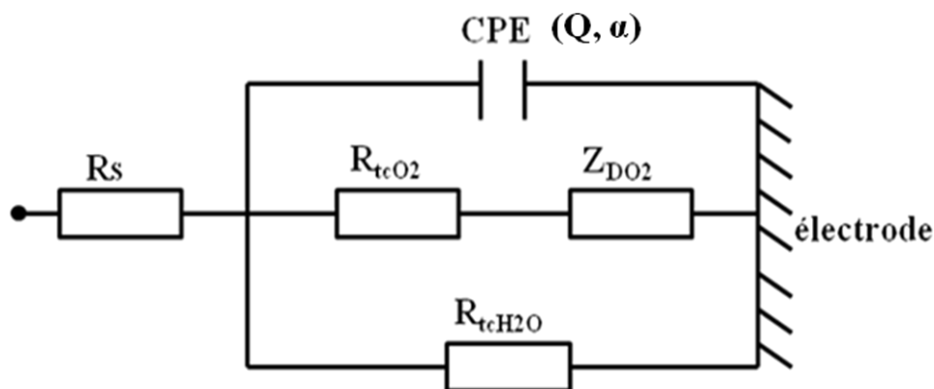 CPE (Q, α)
Rs
RtcO2
ZDO2
électrode
RtcH2O